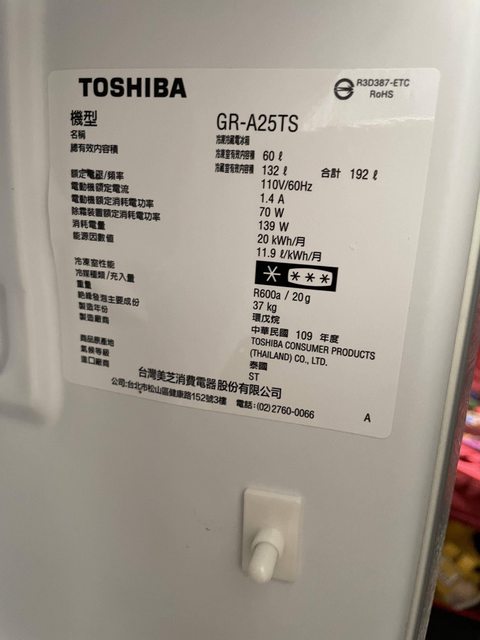 TOSHIBA
R3D387-ETC
RoHS
機型 GR-A25TS
名稱 冷凍冷藏電冰箱
總有效內容積 冷凍室有效內容積 60 ℓ
冷藏室有效內容積 132 ℓ 合計 192 ℓ
額定電壓/頻率 110V/60Hz
電動機額定電流 1.4 A
電動機額定消耗電功率 70 W
除霜裝置額定消耗電功率 139 W
消耗電量 20 kWh/月
能源因數值 11.9 ℓ/kWh/月
冷凍室性能 * ***
冷媒種類/充入量 R600a / 20g
重量 37 kg
絕緣發泡主要成份 環戊烷
製造年份 中華民國 109 年度
製造廠商 TOSHIBA CONSUMER PRODUCTS
(THAILAND) CO., LTD.
商品原產地 泰國
氣候等級 ST
進口廠商 台灣美芝消費電器股份有限公司
公司:台北市松山區健康路152號3樓 電話:(02)2760-0066
A